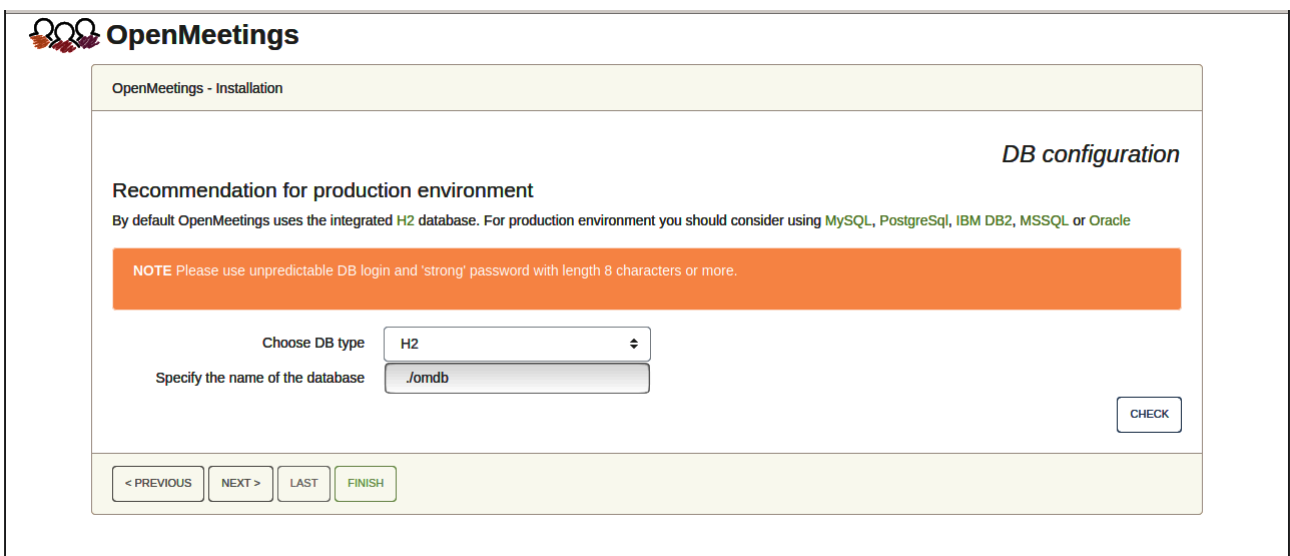 OpenMeetings
OpenMeetings - Installation
DB configuration
Recommendation for production environment
By default OpenMeetings uses the integrated H2 database. For production environment you should consider using MySQL, PostgreSql, IBM DB2, MSSQL or Oracle
NOTE Please use unpredictable DB login and 'strong' password with length 8 characters or more.
Choose DB type H2
Specify the name of the database ./omdb
CHECK
< PREVIOUS NEXT > LAST FINISH